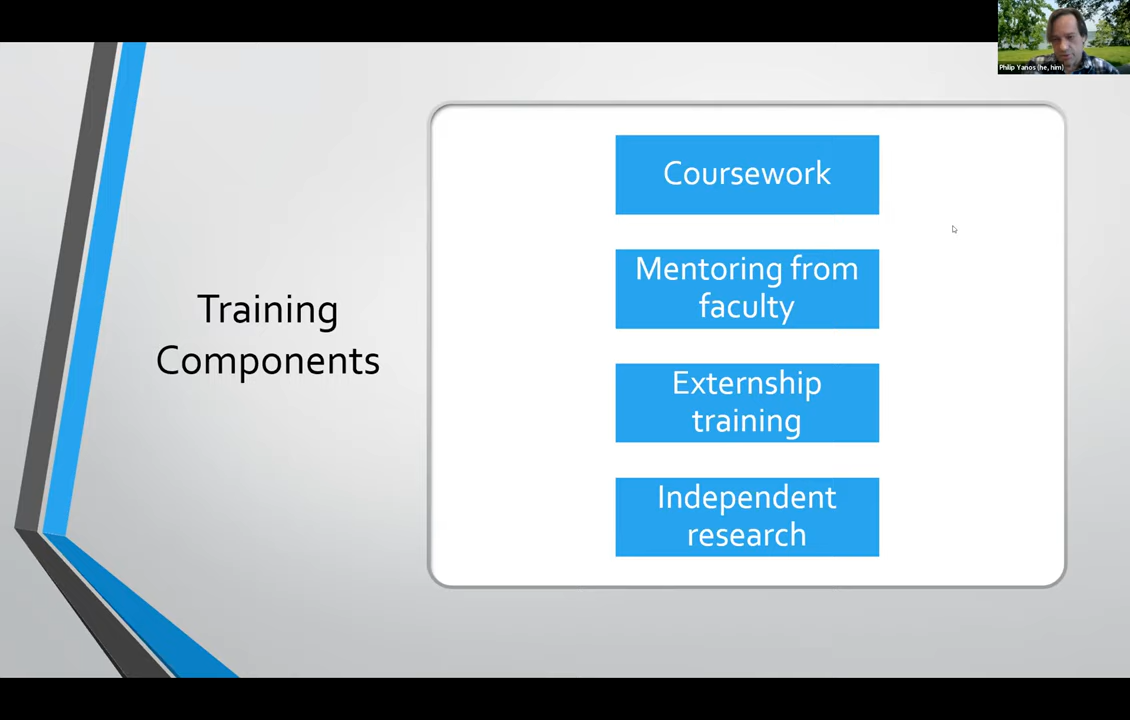 Philip Yanos (he, him)
Training
Components
Coursework
Mentoring from
faculty
Externship
training
Independent
research